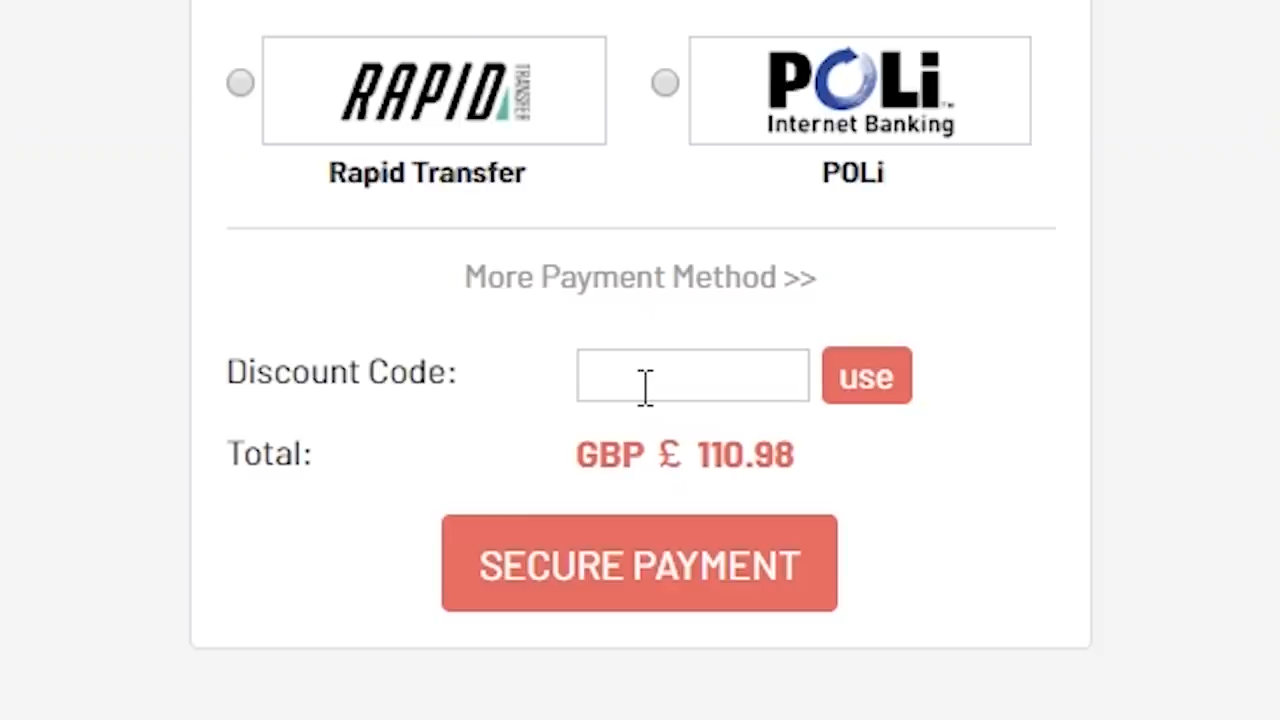 RAPID TRANSFER
POLi™
Internet Banking
Rapid Transfer
POLi
More Payment Method >>
Discount Code:
use
Total:
GBP £ 110.98
SECURE PAYMENT